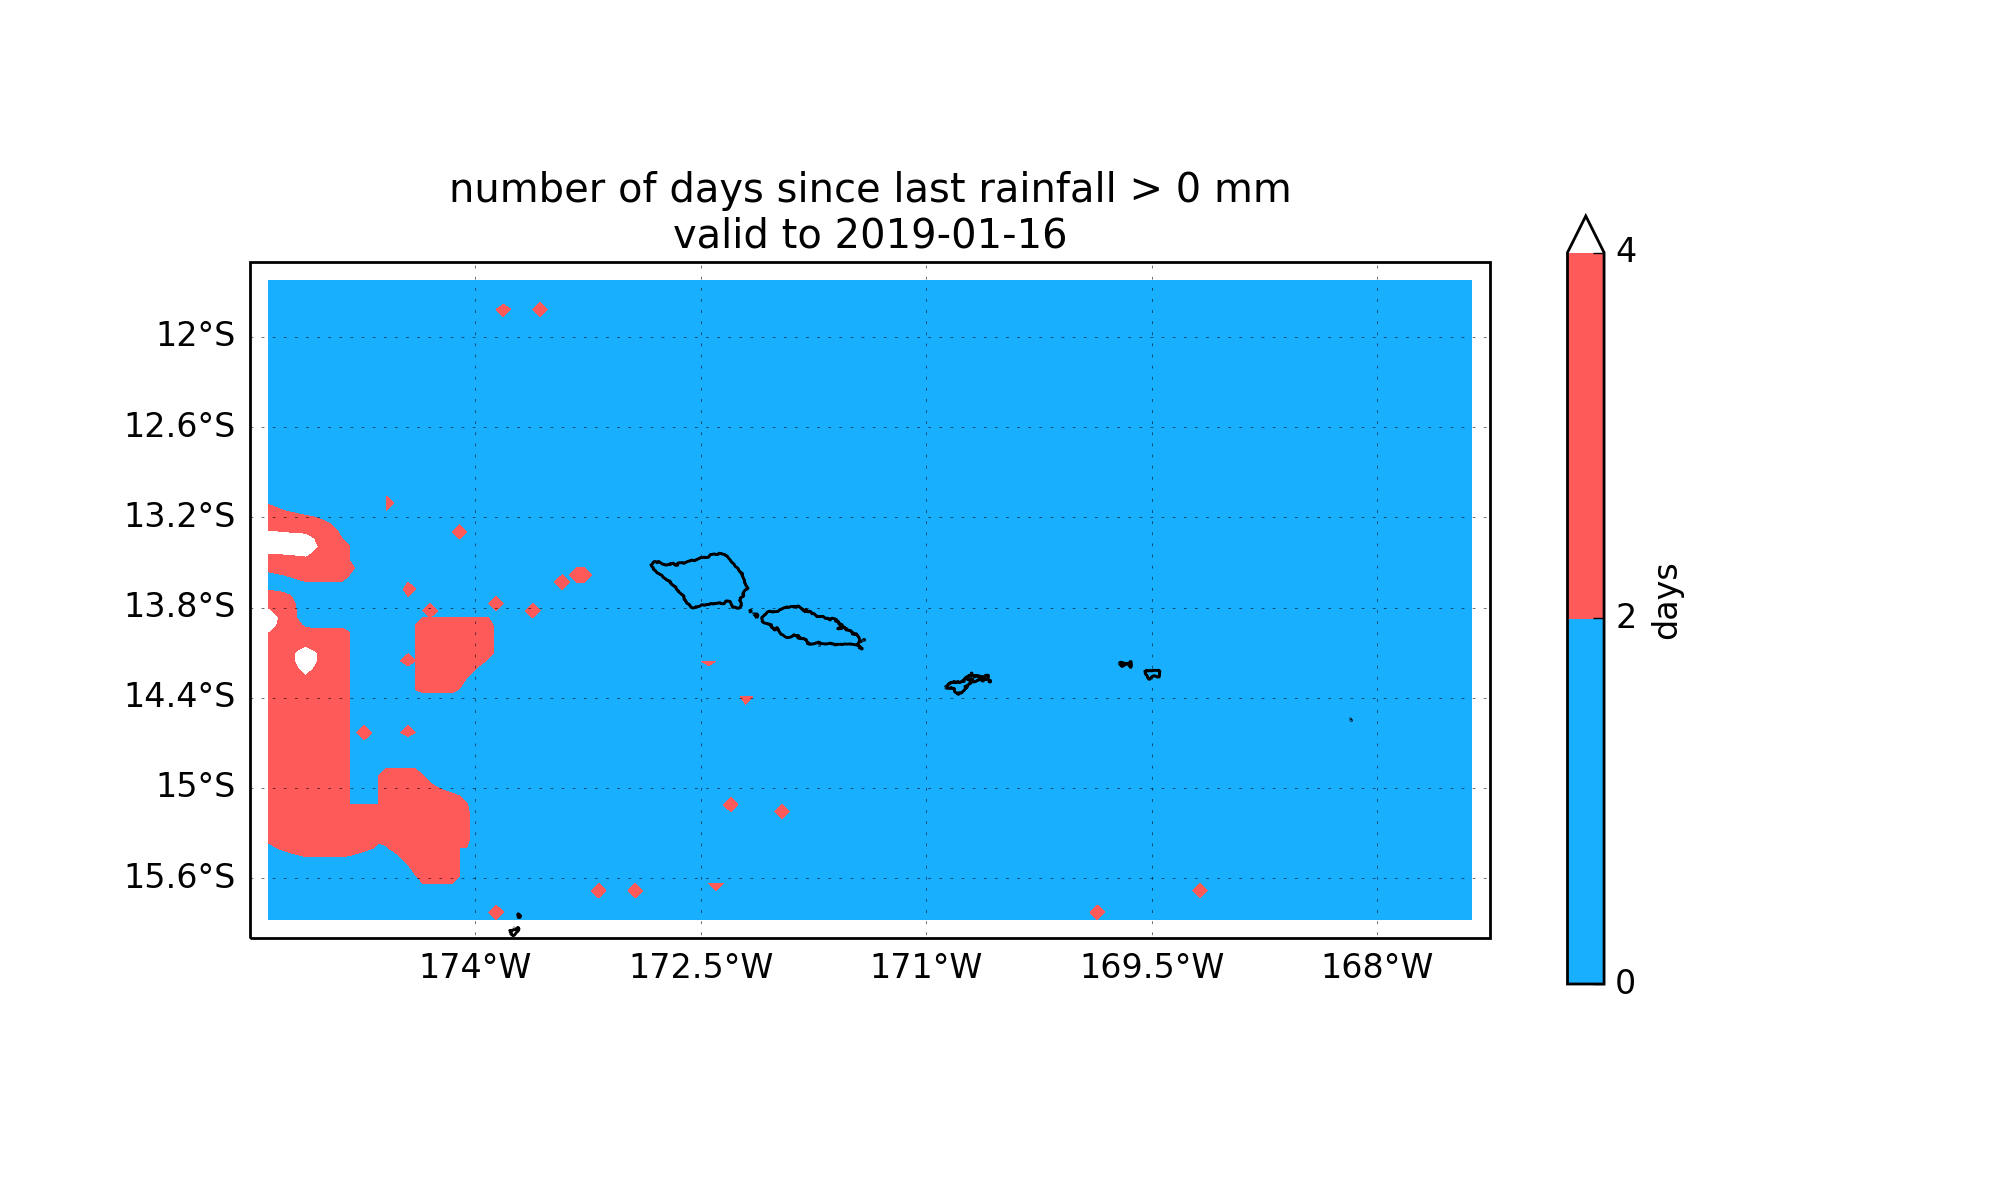 number of days since last rainfall > 0 mm
valid to 2019-01-16
12°S
12.6°S
13.2°S
13.8°S
14.4°S
15°S
15.6°S
174°W
172.5°W
171°W
169.5°W
168°W
4
2
0
days